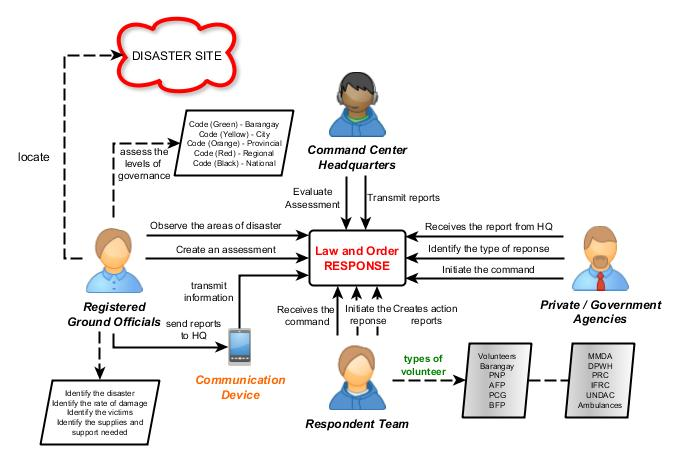 DISASTER SITE
Code (Green) - Barangay
Code (Yellow) - City
Code (Orange) - Provincial
Code (Red) - Regional
Code (Black) - National
locate
assess the
levels of
governance
Command Center
Headquarters
Evaluate
Assessment
Transmit reports
Observe the areas of disaster
Create an assessment
Law and Order
RESPONSE
Receives the report from HQ
Identify the type of reponse
Initiate the command
transmit
information
Registered
Ground Officials
send reports
to HQ
Communication
Device
Private / Government
Agencies
Receives the
command
Initiate the
reponse
Creates action
reports
types of
volunteer
Respondent Team
Identify the disaster
Identify the rate of damage
Identify the victims
Identify the supplies and
support needed
Volunteers
Barangay
PNP
AFP
PCG
BFP
MMDA
DPWH
PRC
IFRC
UNDAC
Ambulances